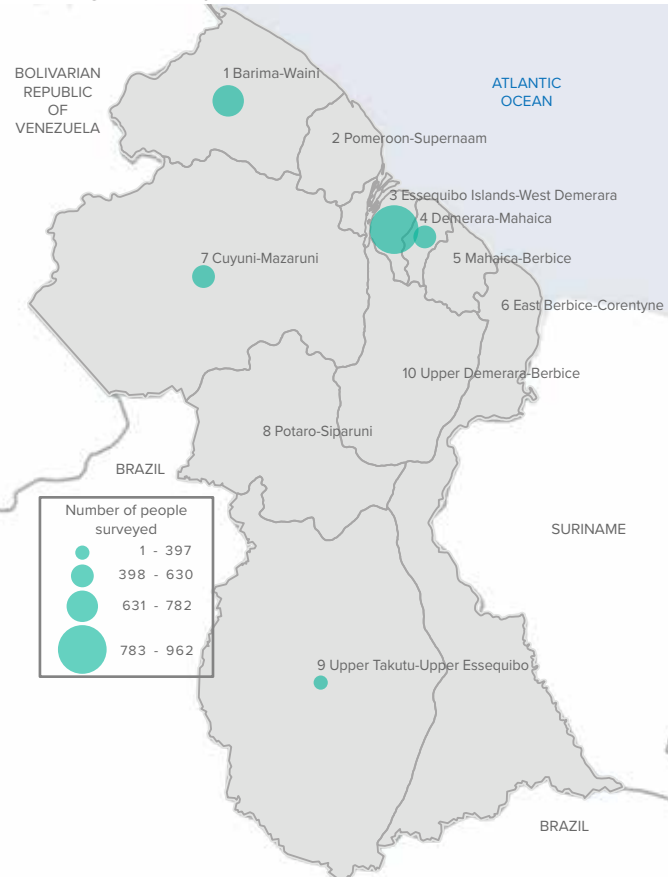 BOLIVARIAN
REPUBLIC
OF
VENEZUELA
1 Barima-Waini
ATLANTIC
OCEAN
2 Pomeroon-Supernaam
3 Essequibo Islands-West Demerara
4 Demerara-Mahaica
7 Cuyuni-Mazaruni
5 Mahaica-Berbice
6 East Berbice-Corentyne
10 Upper Demerara-Berbice
8 Potaro-Siparuni
BRAZIL
Number of people
surveyed
1 - 397
398 - 630
631 - 782
783 - 962
SURINAME
9 Upper Takutu-Upper Essequibo
BRAZIL